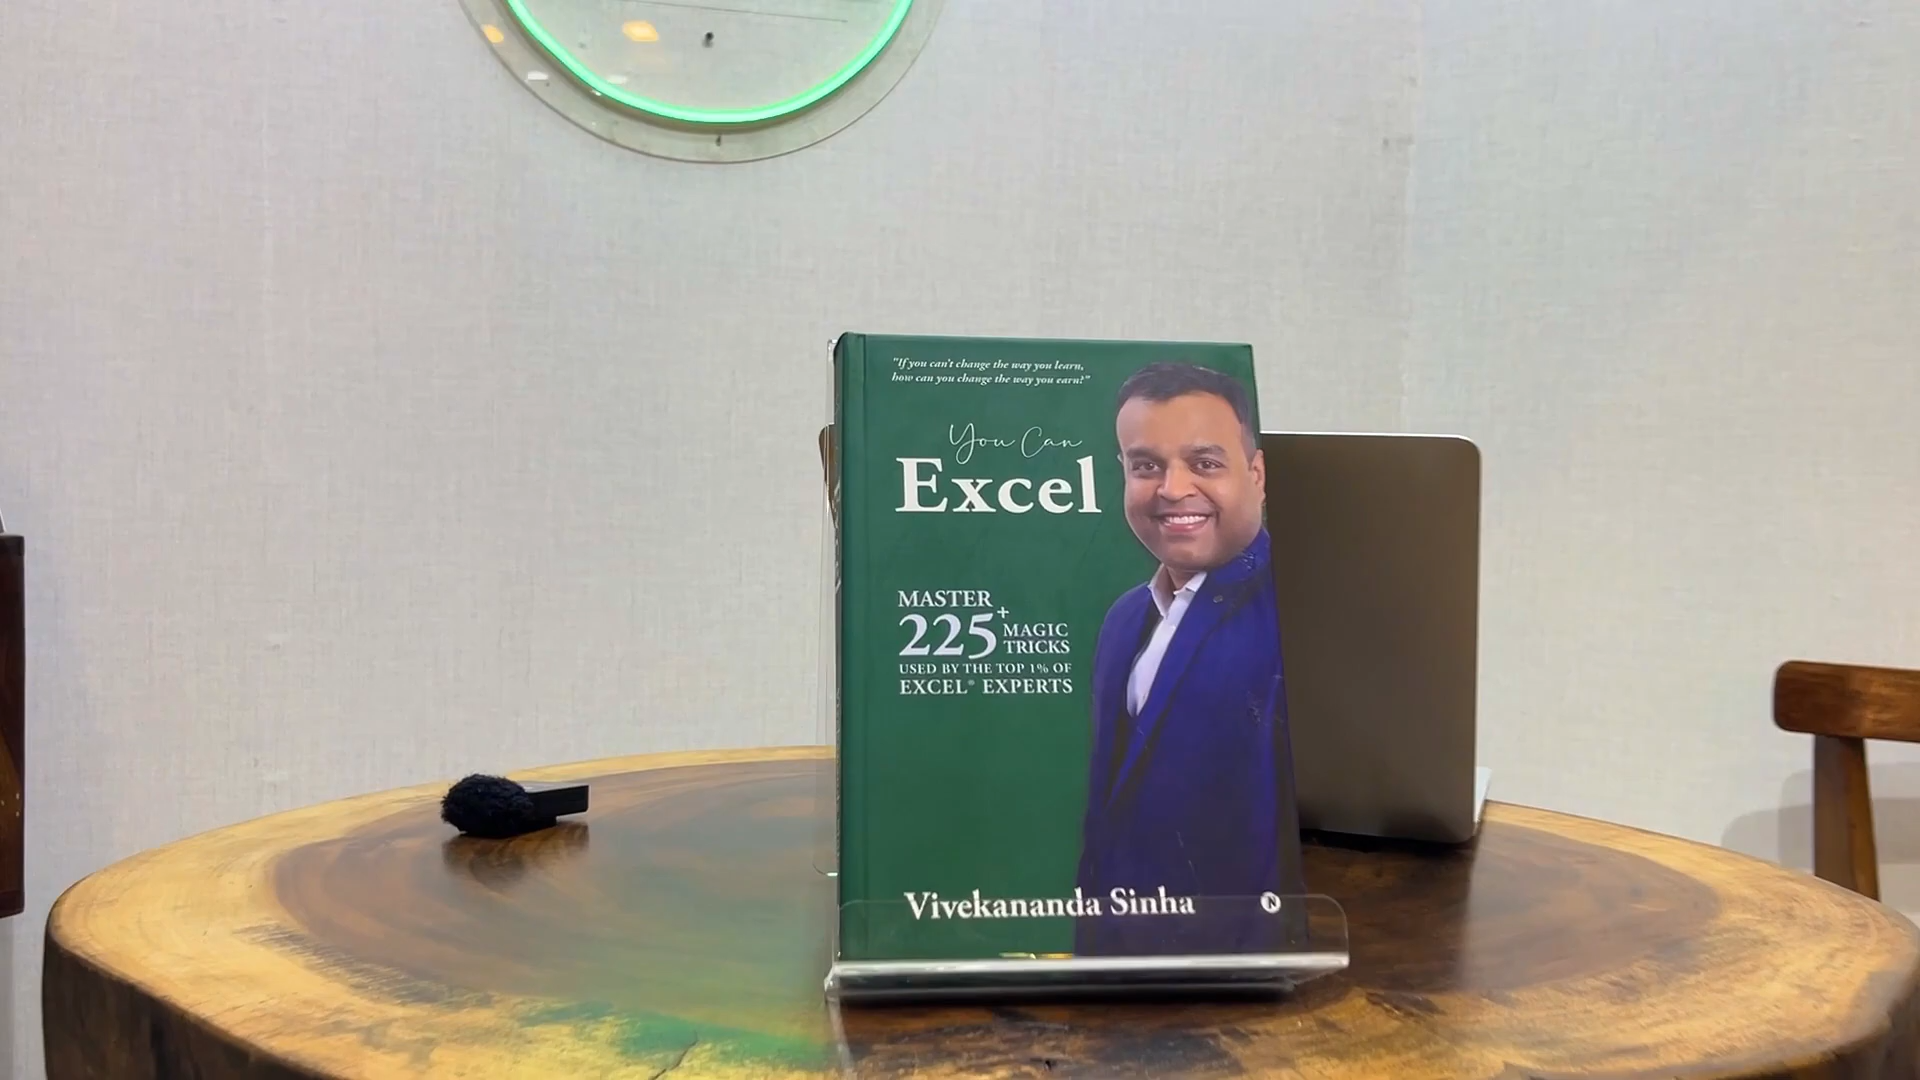 "If you can't change the way you learn,
how can you change the way you earn?"
You Can
Excel
MASTER
225+ MAGIC
TRICKS
USED BY THE TOP 1% OF
EXCEL® EXPERTS
Vivekananda Sinha
N